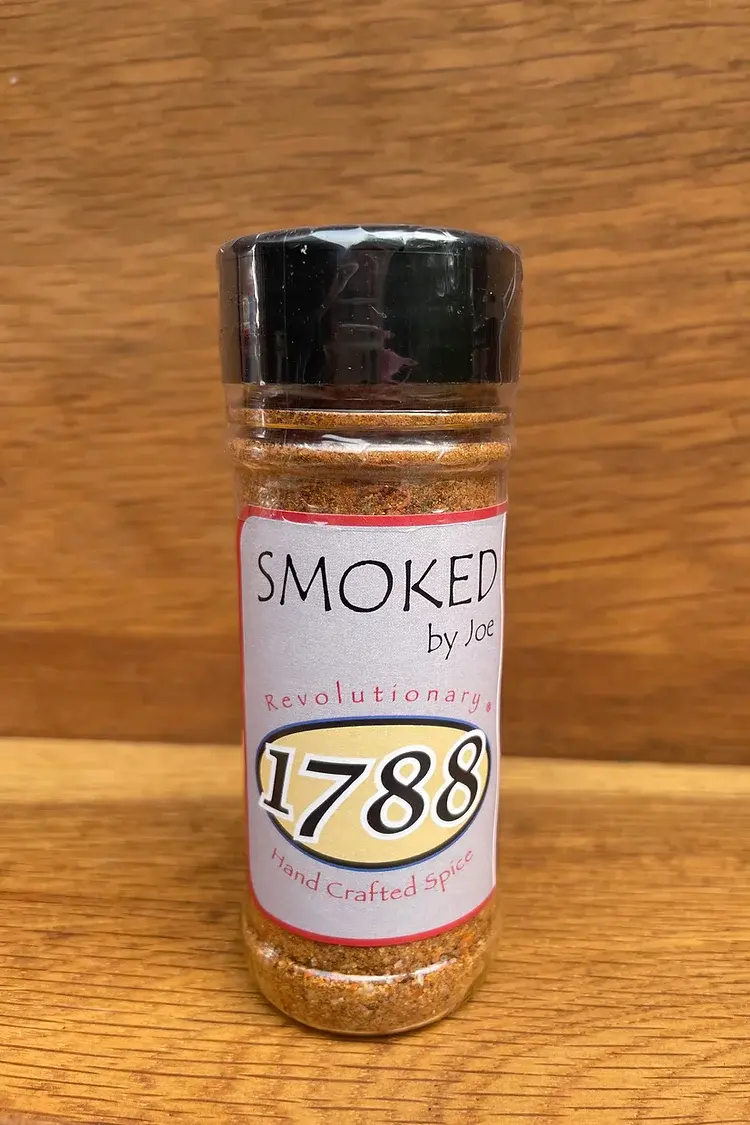 SMOKED
by Joe
Revolutionary
1788
Hand Crafted Spice